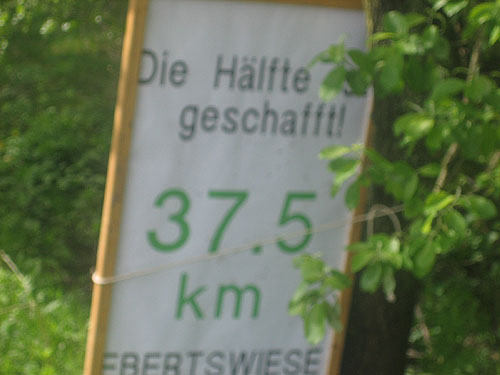 Die Hälfte
geschafft!
37.5
km
EBERTSWIESE